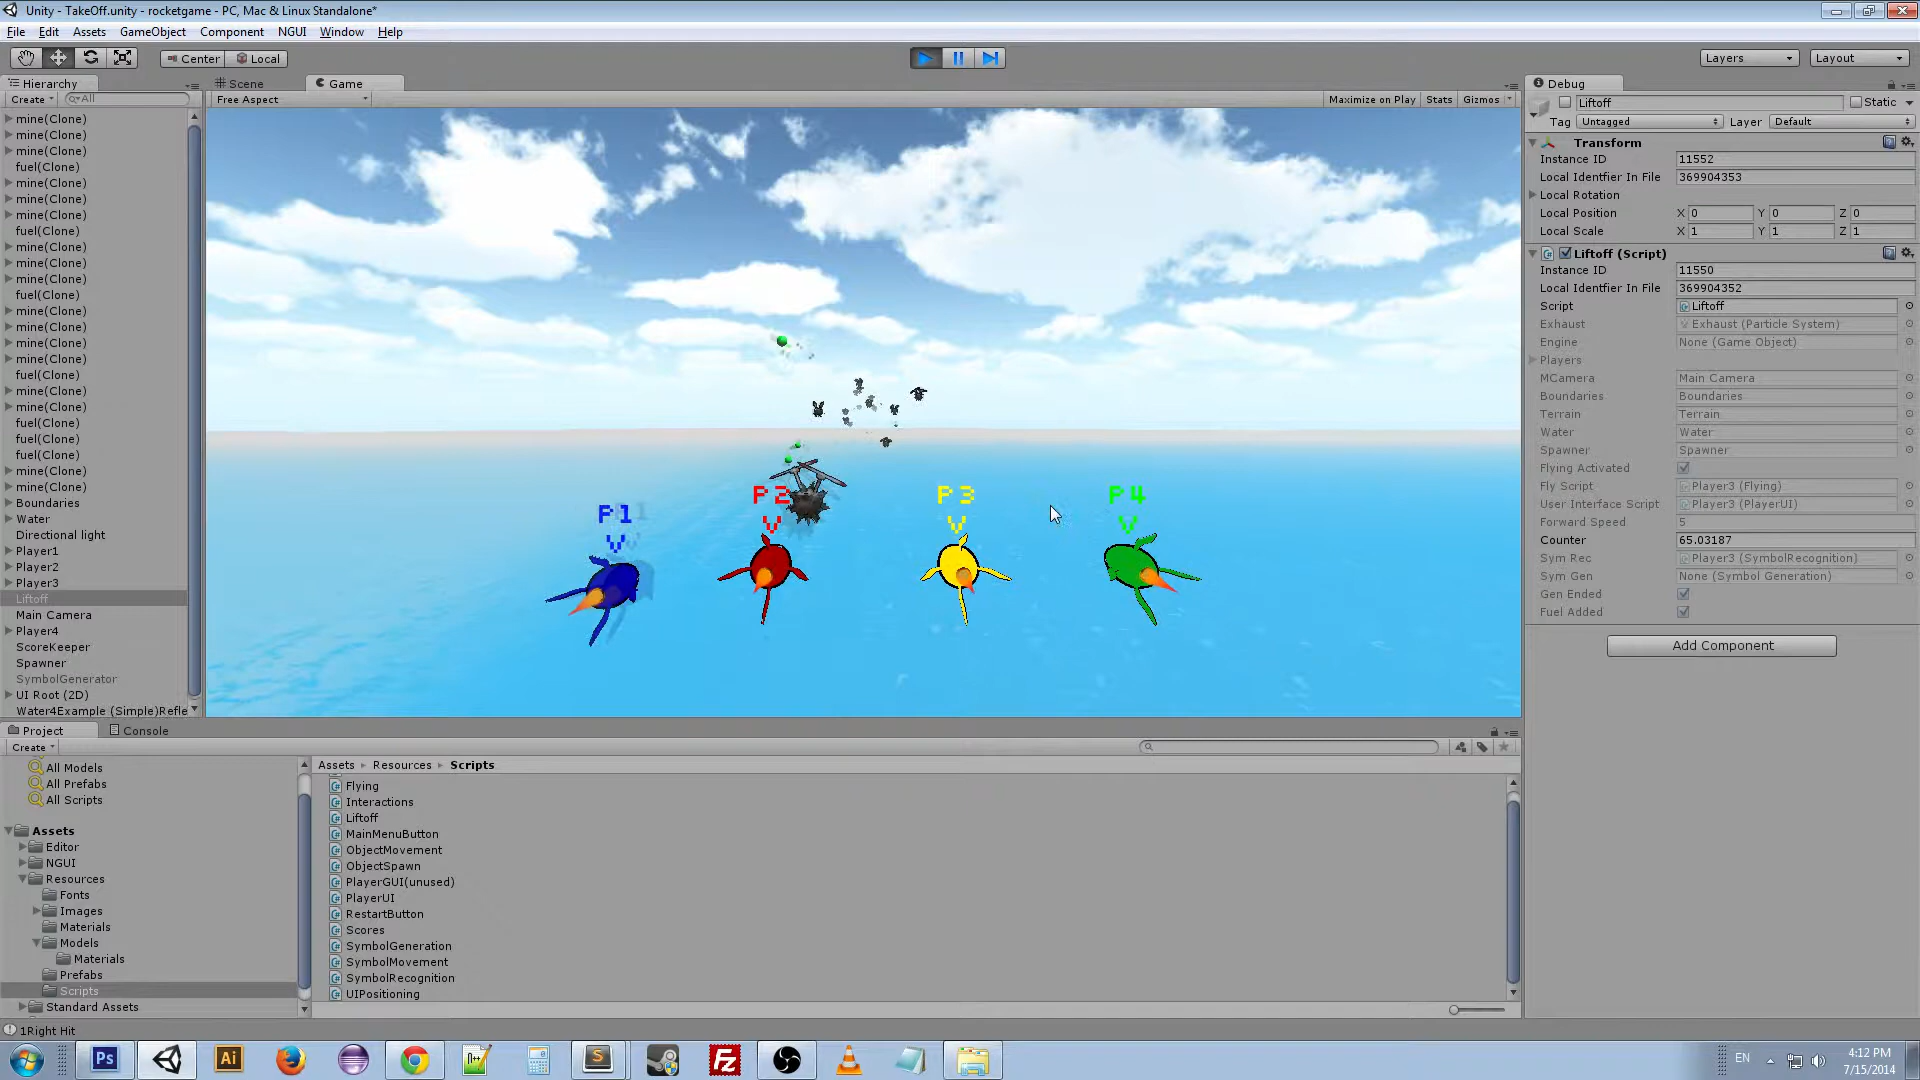 Unity - TakeOff.unity - rocketgame - PC, Mac & Linux Standalone*
File Edit Assets GameObject Component NGUI Window Help
Center Local Layers Layout
Hierarchy
Create All
mine(Clone)
mine(Clone)
mine(Clone)
fuel(Clone)
mine(Clone)
mine(Clone)
mine(Clone)
fuel(Clone)
mine(Clone)
mine(Clone)
mine(Clone)
fuel(Clone)
mine(Clone)
mine(Clone)
mine(Clone)
mine(Clone)
fuel(Clone)
mine(Clone)
mine(Clone)
fuel(Clone)
fuel(Clone)
fuel(Clone)
mine(Clone)
mine(Clone)
Boundaries
Water
Directional light
Player1
Player2
Player3
Liftoff
Main Camera
Player4
ScoreKeeper
Spawner
SymbolGenerator
UI Root (2D)
Water4Example (Simple)Refle
Scene Game
Free Aspect Maximize on Play Stats Gizmos
P1
V
P2
V
P3
V
P4
V
Debug
Liftoff Static
Tag Untagged Layer Default
Transform
Instance ID 11552
Local Identfier In File 369904353
Local Rotation
Local Position X 0 Y 0 Z 0
Local Scale X 1 Y 1 Z 1
Liftoff (Script)
Instance ID 11550
Local Identfier In File 369904352
Script Liftoff
Exhaust Exhaust (Particle System)
Engine None (Game Object)
Players
MCamera Main Camera
Boundaries Boundaries
Terrain Terrain
Water Water
Spawner Spawner
Flying Activated
Fly Script Player3 (Flying)
User Interface Script Player3 (PlayerUI)
Forward Speed 5
Counter 65.03187
Sym Rec Player3 (SymbolRecognition)
Sym Gen None (Symbol Generation)
Gen Ended
Fuel Added
Add Component
Project Console
Create
All Models
All Prefabs
All Scripts
Assets
Editor
NGUI
Resources
Fonts
Images
Materials
Models
Materials
Prefabs
Scripts
Standard Assets
Assets Resources Scripts
Flying
Interactions
Liftoff
MainMenuButton
ObjectMovement
ObjectSpawn
PlayerGUI(unused)
PlayerUI
RestartButton
Scores
SymbolGeneration
SymbolMovement
SymbolRecognition
UIPositioning
1Right Hit
Ps Ai Fz S EN 4:12 PM
7/15/2014